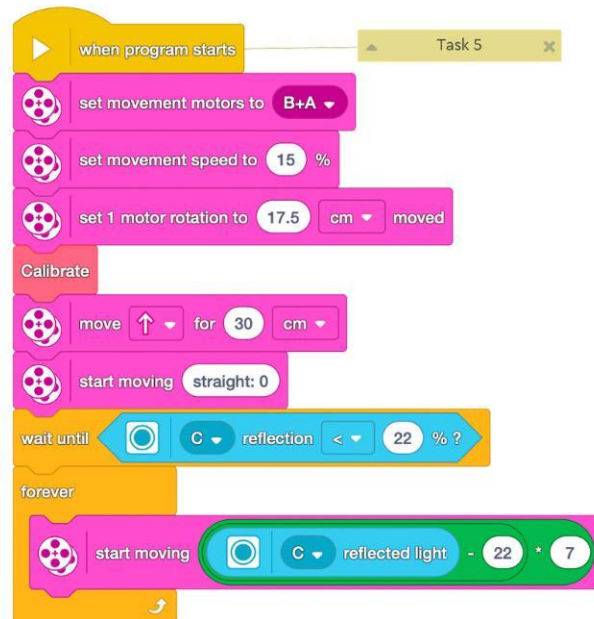 when program starts
Task 5
set movement motors to B+A
set movement speed to 15 %
set 1 motor rotation to 17.5 cm moved
Calibrate
move for 30 cm
start moving straight: 0
wait until C reflection < 22 % ?
forever
start moving C reflected light - 22 * 7